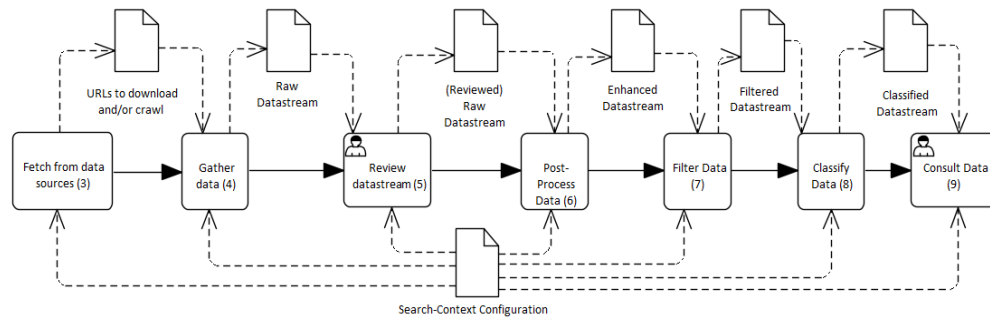 URLs to download
and/or crawl
Raw
Datastream
(Reviewed)
Raw
Datastream
Enhanced
Datastream
Filtered
Datastream
Classified
Datastream
Fetch from data
sources (3)
Gather
data (4)
Review
datastream (5)
Post-
Process
Data (6)
Filter Data
(7)
Classify
Data (8)
Consult Data
(9)
Search-Context Configuration